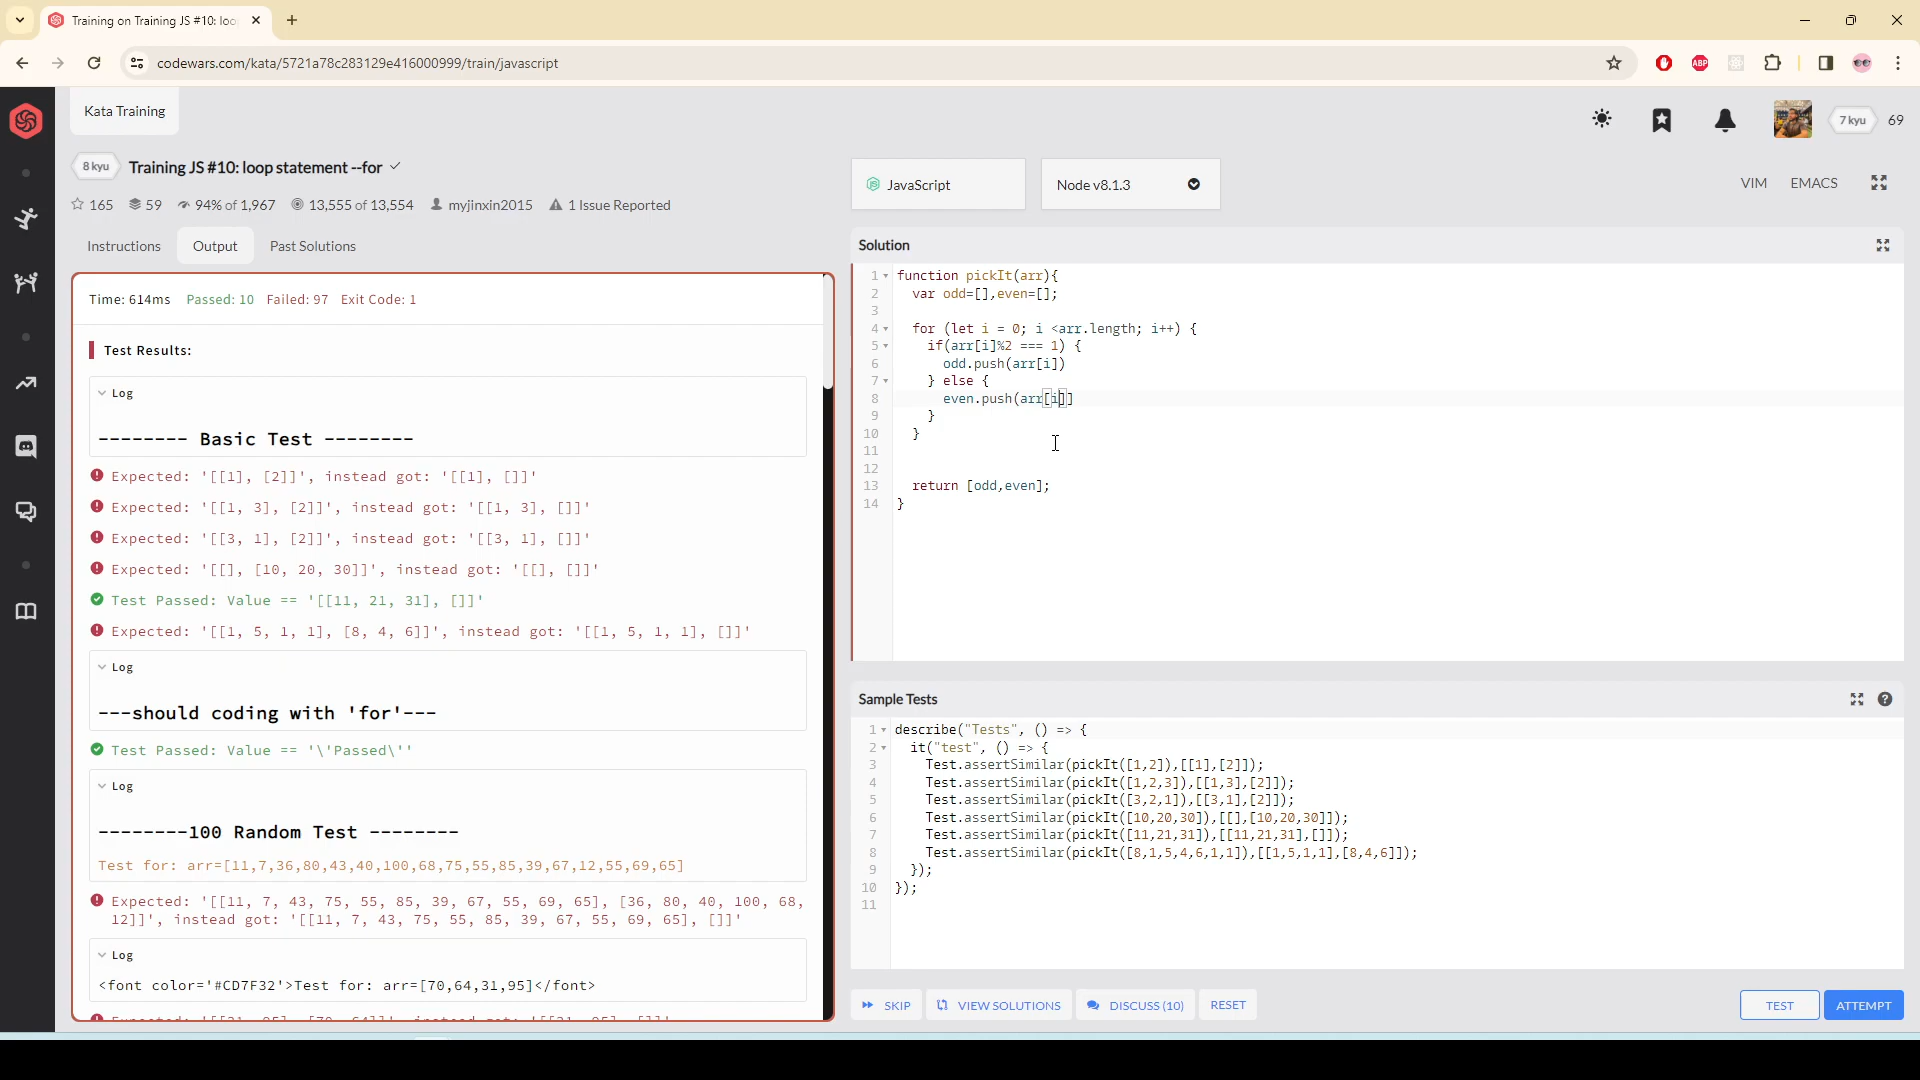 Training on Training JS #10: loo
codewars.com/kata/5721a78c283129e416000999/train/javascript
ABP
Kata Training
7 kyu 69
8 kyu Training JS #10: loop statement --for
165 59 94% of 1,967 13,555 of 13,554 myjinxin2015 1 Issue Reported
JavaScript
Node v8.1.3
VIM EMACS
Instructions Output Past Solutions
Time: 614ms Passed: 10 Failed: 97 Exit Code: 1
Test Results:
Log
-------- Basic Test --------
Expected: '[[1], [2]]', instead got: '[[1], []]'
Expected: '[[1, 3], [2]]', instead got: '[[1, 3], []]'
Expected: '[[3, 1], [2]]', instead got: '[[3, 1], []]'
Expected: '[[], [10, 20, 30]]', instead got: '[[], []]'
Test Passed: Value == '[[11, 21, 31], []]'
Expected: '[[1, 5, 1, 1], [8, 4, 6]]', instead got: '[[1, 5, 1, 1], []]'
Log
---should coding with 'for'---
Test Passed: Value == '\'Passed\''
Log
--------100 Random Test --------
Test for: arr=[11,7,36,80,43,40,100,68,75,55,85,39,67,12,55,69,65]
Expected: '[[11, 7, 43, 75, 55, 85, 39, 67, 55, 69, 65], [36, 80, 40, 100, 68,
12]]', instead got: '[[11, 7, 43, 75, 55, 85, 39, 67, 55, 69, 65], []]'
Log
<font color='#CD7F32'>Test for: arr=[70,64,31,95]</font>
Expected: '[[31, 95], [70, 64]]', instead got: '[[31, 95], []]'
Solution
1 function pickIt(arr){
2 var odd=[],even=[];
3
4 for (let i = 0; i <arr.length; i++) {
5 if(arr[i]%2 === 1) {
6 odd.push(arr[i])
7 } else {
8 even.push(arr[i]]
9 }
10 }
11
12
13 return [odd,even];
14 }
Sample Tests
1 describe("Tests", () => {
2 it("test", () => {
3 Test.assertSimilar(pickIt([1,2]),[[1],[2]]);
4 Test.assertSimilar(pickIt([1,2,3]),[[1,3],[2]]);
5 Test.assertSimilar(pickIt([3,2,1]),[[3,1],[2]]);
6 Test.assertSimilar(pickIt([10,20,30]),[[],[10,20,30]]);
7 Test.assertSimilar(pickIt([11,21,31]),[[11,21,31],[]]);
8 Test.assertSimilar(pickIt([8,1,5,4,6,1,1]),[[1,5,1,1],[8,4,6]]);
9 });
10 });
11
SKIP VIEW SOLUTIONS DISCUSS (10) RESET
TEST ATTEMPT